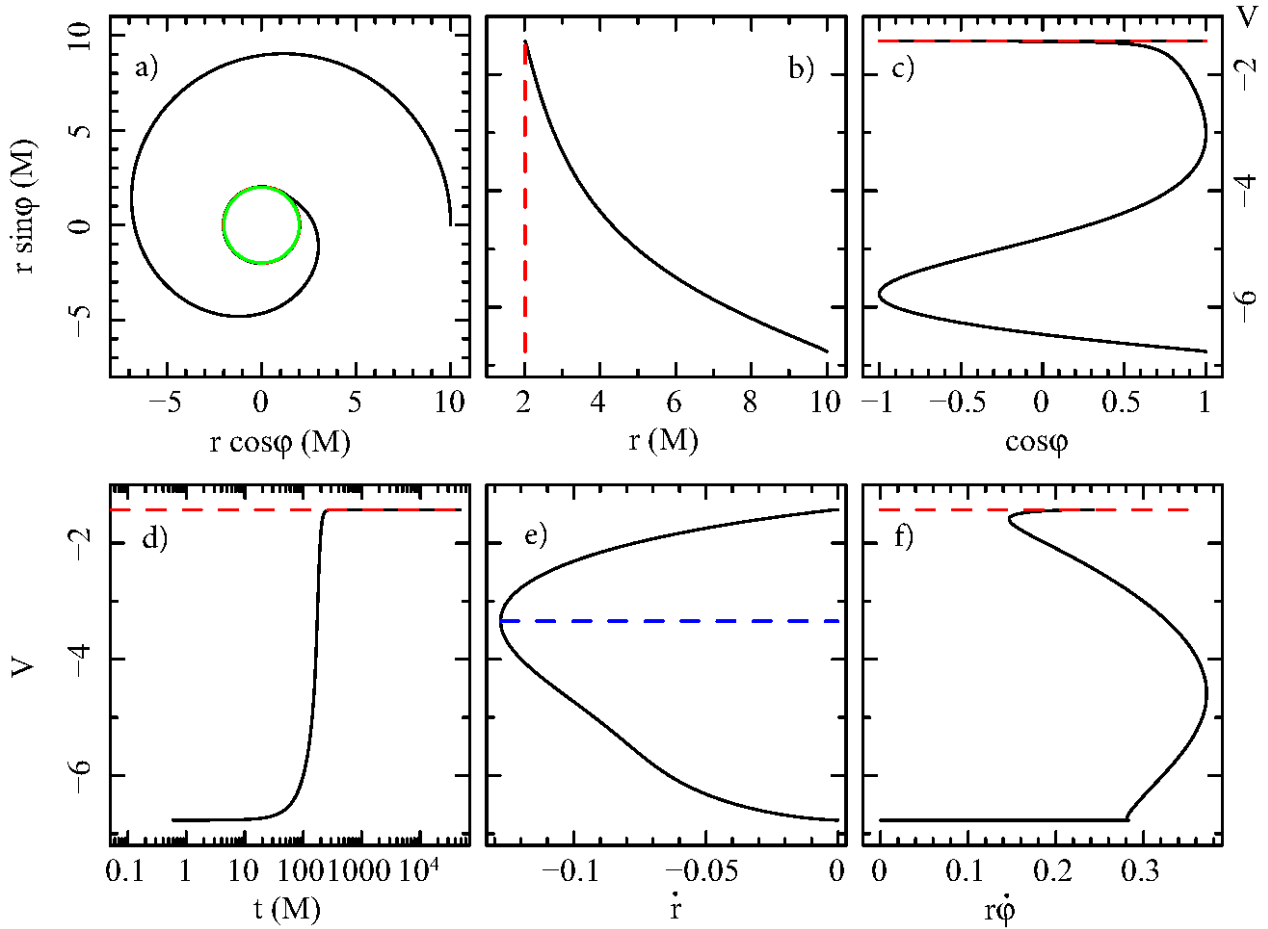 V
a)
b)
c)
10
5
0
−5
r sinφ (M)
−2
−4
−6
−5
0
5
10
2
4
6
8
10
−1
−0.5
0
0.5
1
r cosφ (M)
r (M)
cosφ
d)
e)
f)
−2
−4
−6
V
0.1
1
10
100
1000
10⁴
−0.1
−0.05
0
0
0.1
0.2
0.3
t (M)
ṙ
rφ̇